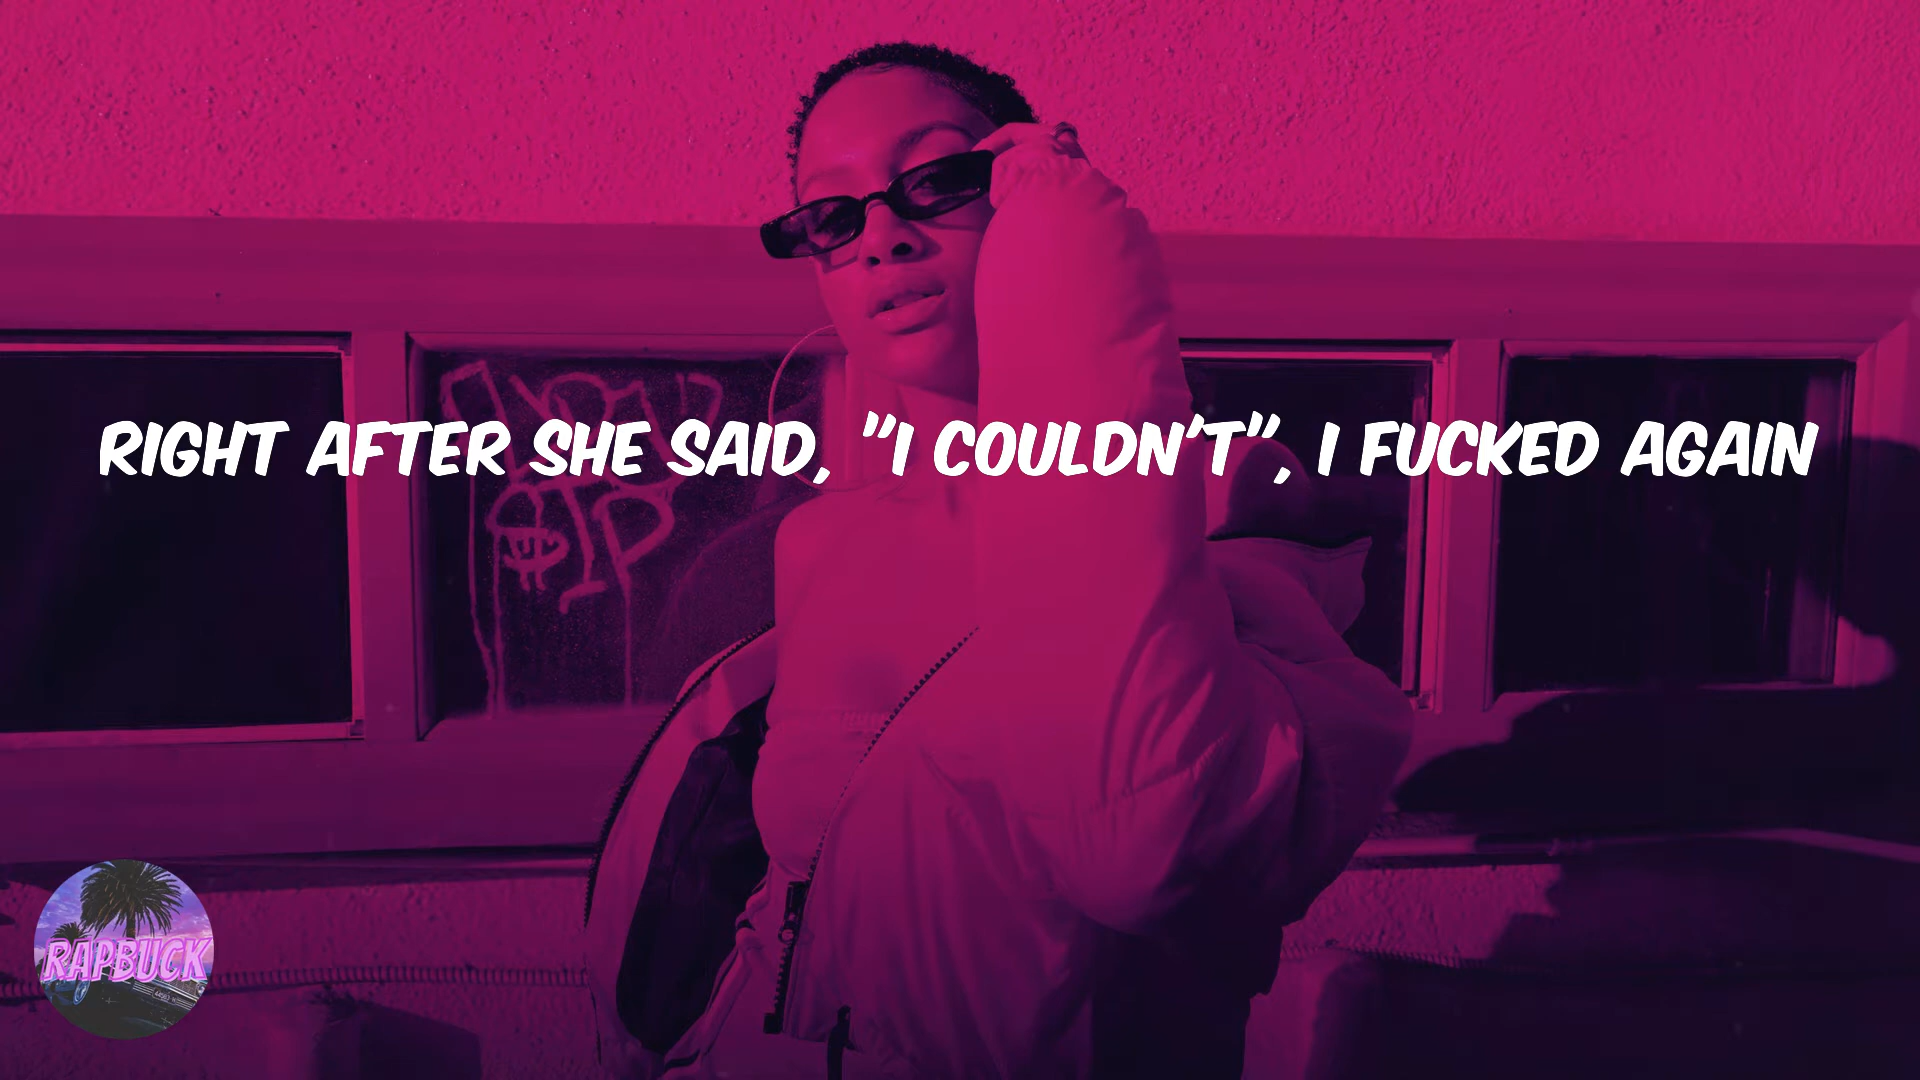 RIGHT AFTER SHE SAID, "I COULDN'T", I FUCKED AGAIN
RAPBUCK